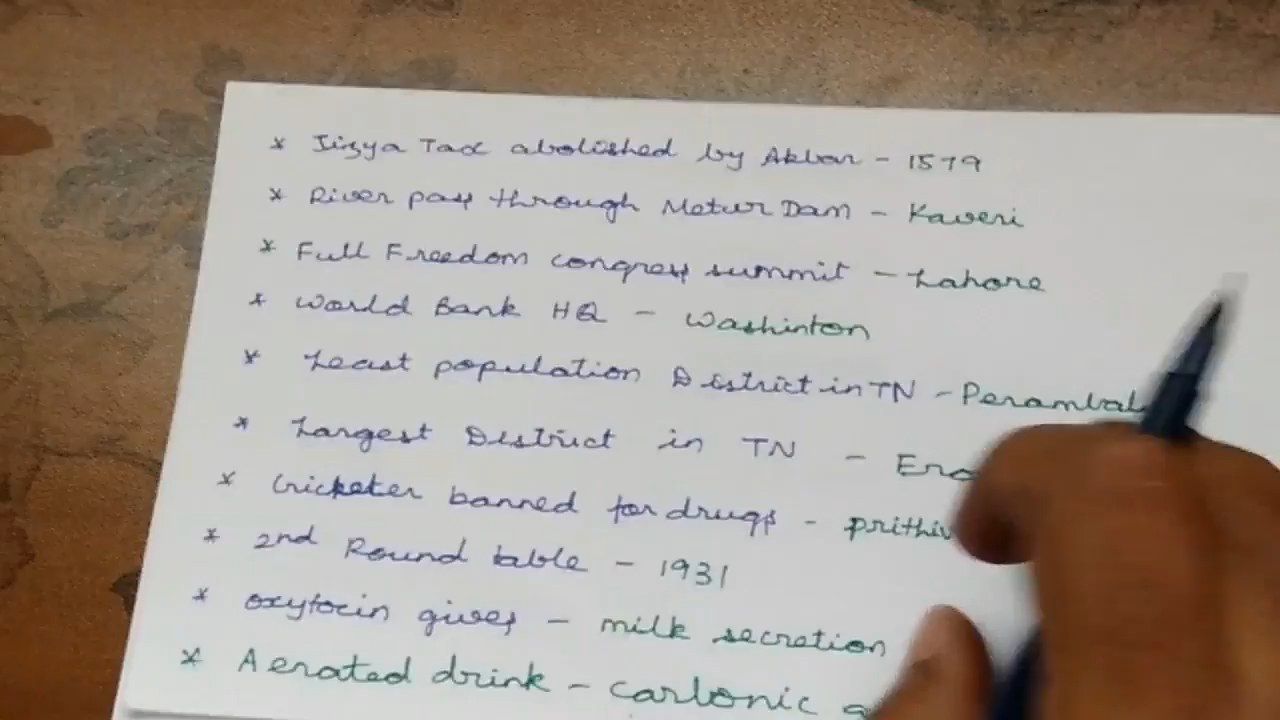 * Jizya Tax abolished by Akbar - 1579
* River pass through Metur Dam - Kaveri
* Full Freedom congress summit - Lahore
* World Bank HQ - Washinton
* Least population District in TN - Perambal
* Largest District in TN - Ero
* Cricketer banned for drugs - prithiv
* 2nd Round table - 1931
* oxytocin gives - milk secretion
* Aerated drink - carbonic a